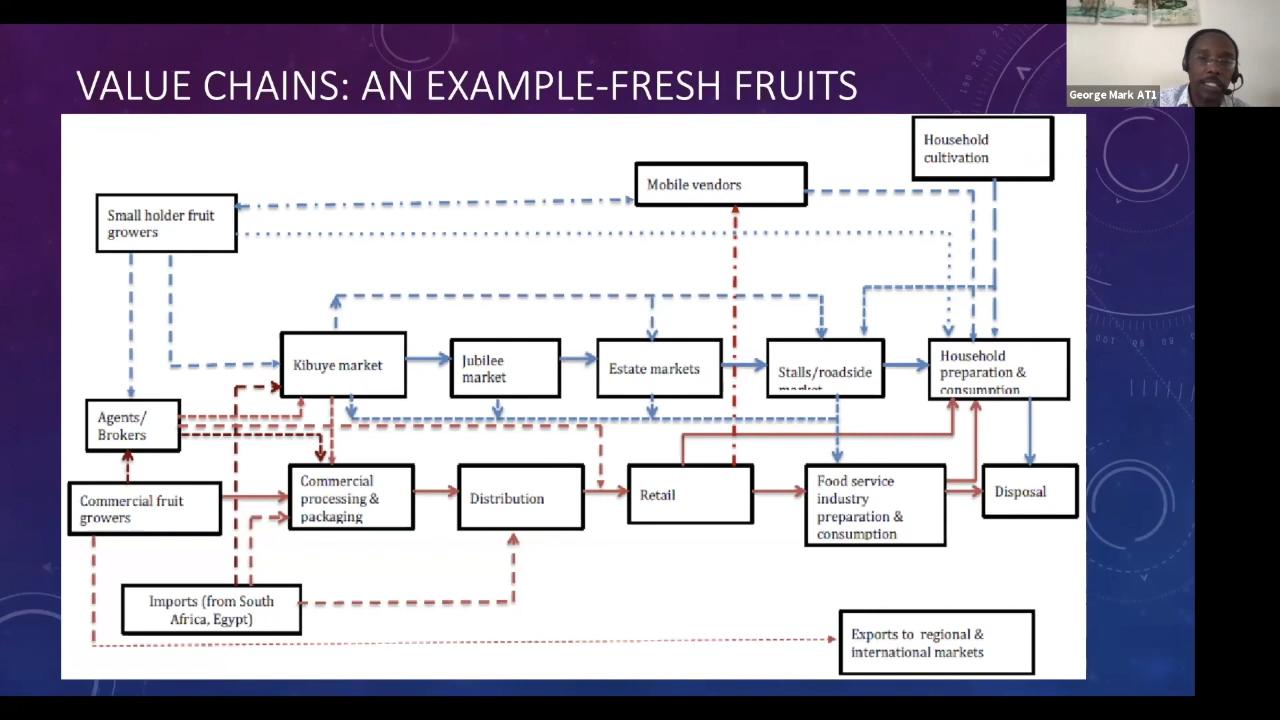 VALUE CHAINS: AN EXAMPLE-FRESH FRUITS
George Mark AT1
Household
cultivation
Mobile vendors
Small holder fruit
growers
Kibuye market
Jubilee
market
Estate markets
Stalls/roadside
market
Household
preparation &
consumption
Agents/
Brokers
Commercial fruit
growers
Commercial
processing &
packaging
Distribution
Retail
Food service
industry
preparation &
consumption
Disposal
Imports (from South
Africa, Egypt)
Exports to regional &
international markets